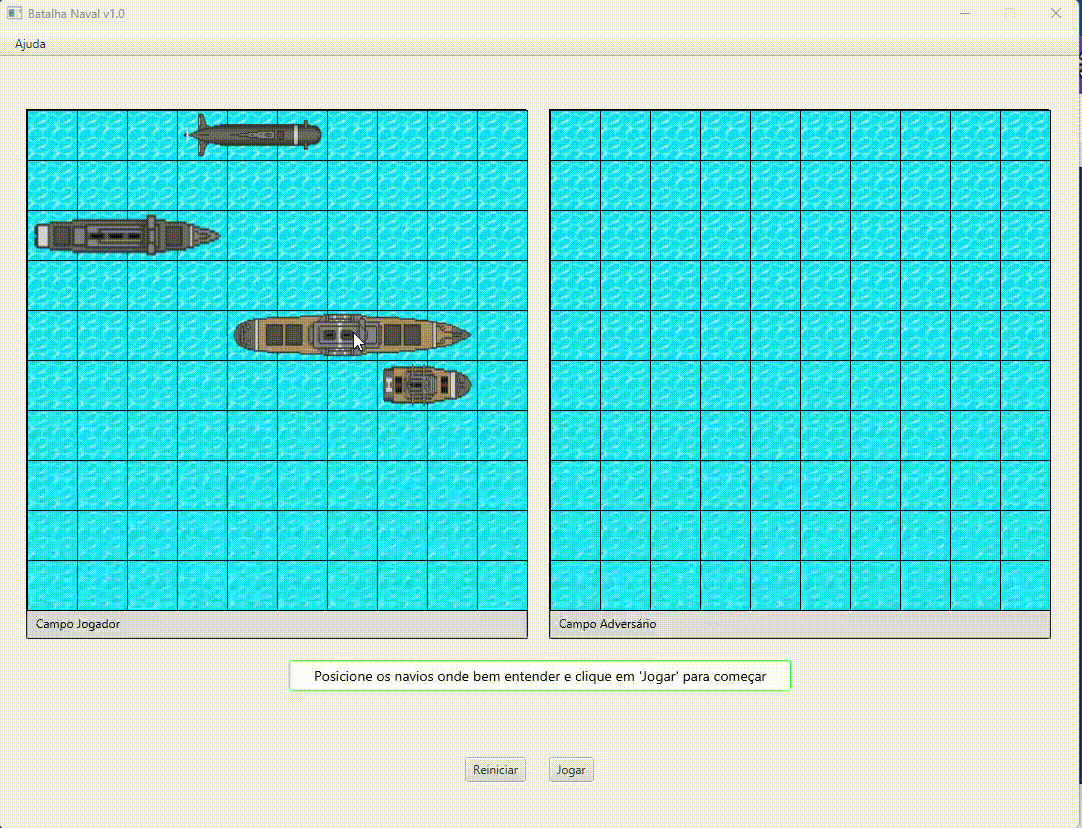 Batalha Naval v1.0
Ajuda
Campo Jogador
Campo Adversário
Posicione os navios onde bem entender e clique em 'Jogar' para começar
Reiniciar
Jogar